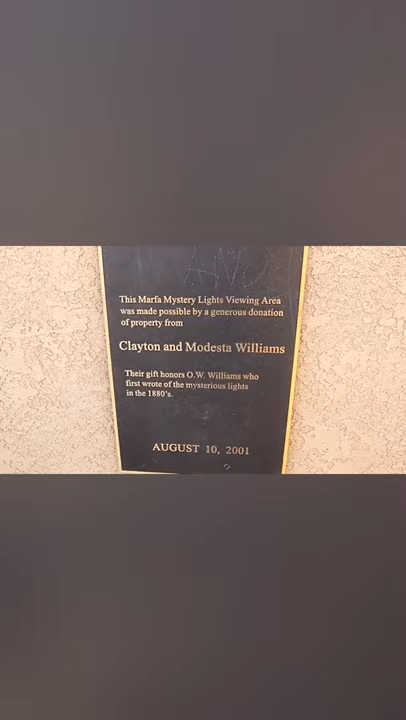 This Marfa Mystery Lights Viewing Area
was made possible by a generous donation
of property from
Clayton and Modesta Williams
Their gift honors O.W. Williams who
first wrote of the mysterious lights
in the 1880's.
AUGUST 10, 2001